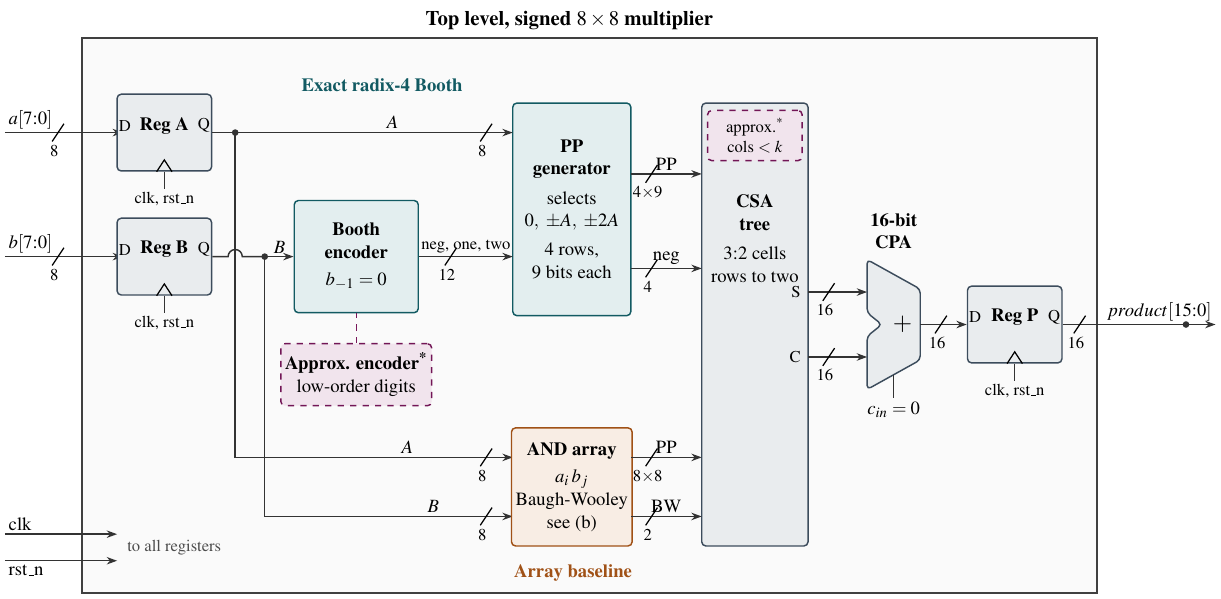 Top level, signed 8 × 8 multiplier
Exact radix-4 Booth
a[7:0]
8
D Reg A Q
clk, rst_n
A
8
b[7:0]
8
D Reg B Q
clk, rst_n
B
Booth
encoder
b₋₁ = 0
neg, one, two
12
Approx. encoder*
low-order digits
PP
generator
selects
0, ±A, ±2A
4 rows,
9 bits each
PP
4×9
neg
4
approx.*
cols < k
CSA
tree
3:2 cells
rows to two
S
16
C
16
16-bit
CPA
+
c_in = 0
16
D Reg P Q
clk, rst_n
16
product[15:0]
A
8
B
8
AND array
a_i b_j
Baugh-Wooley
see (b)
PP
8×8
BW
2
Array baseline
clk
rst_n
to all registers